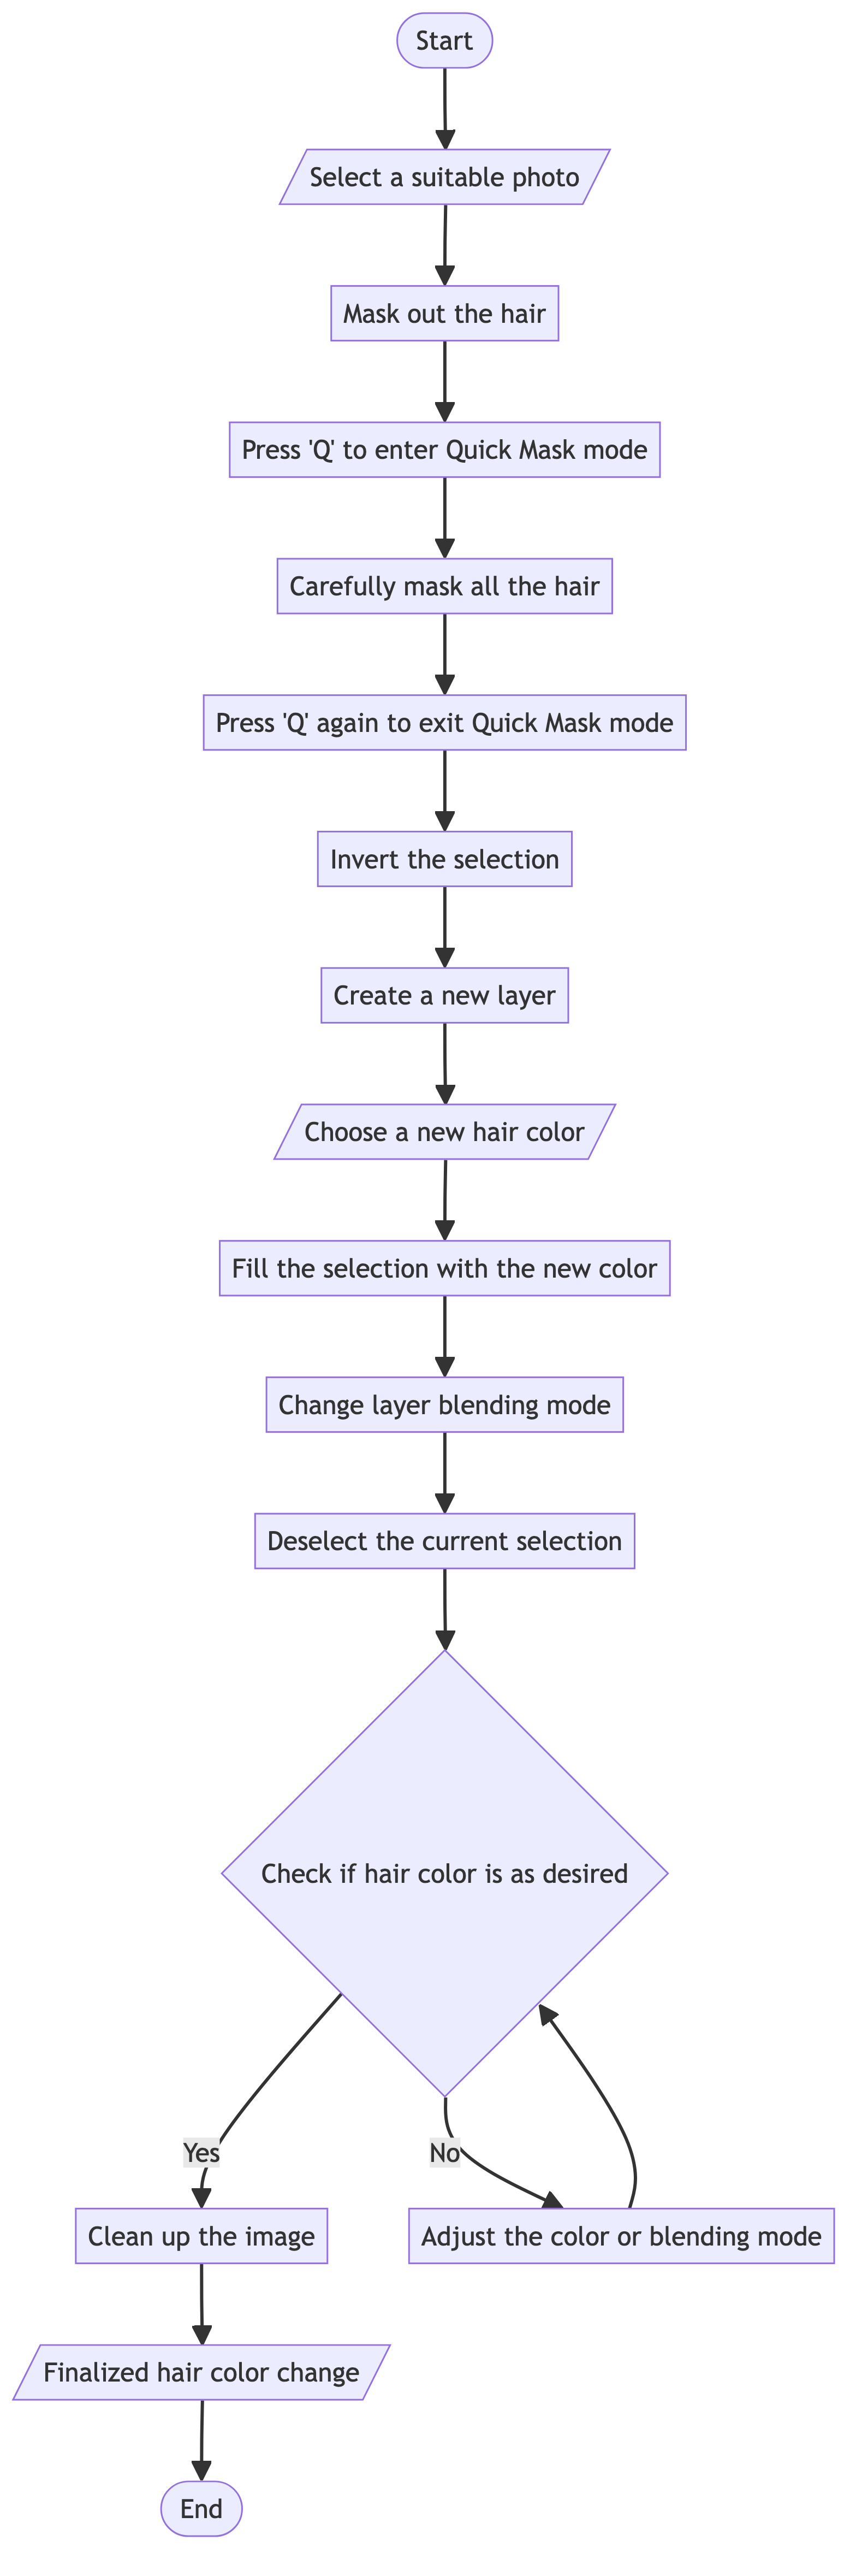 Start
Select a suitable photo
Mask out the hair
Press 'Q' to enter Quick Mask mode
Carefully mask all the hair
Press 'Q' again to exit Quick Mask mode
Invert the selection
Create a new layer
Choose a new hair color
Fill the selection with the new color
Change layer blending mode
Deselect the current selection
Check if hair color is as desired
Yes
No
Clean up the image
Adjust the color or blending mode
Finalized hair color change
End